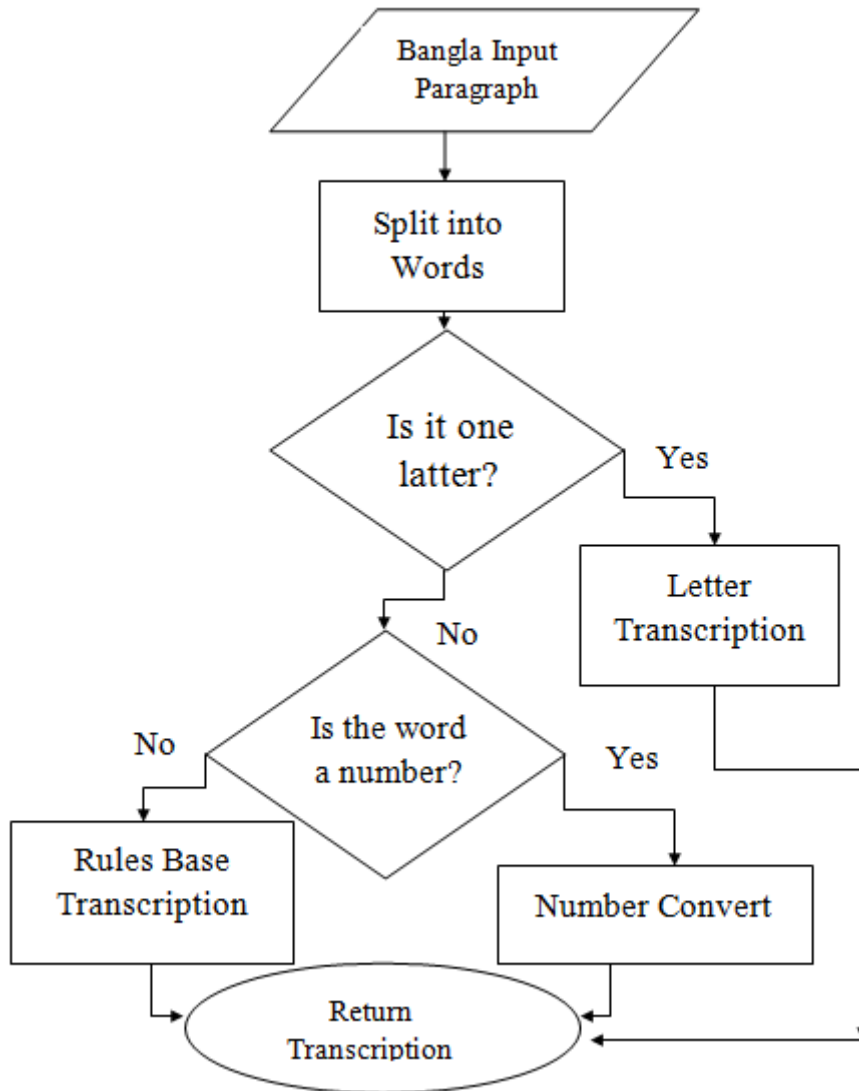 Bangla Input
Paragraph
Split into
Words
Is it one
latter?
Yes
Letter
Transcription
No
Is the word
a number?
No
Yes
Rules Base
Transcription
Number Convert
Return
Transcription